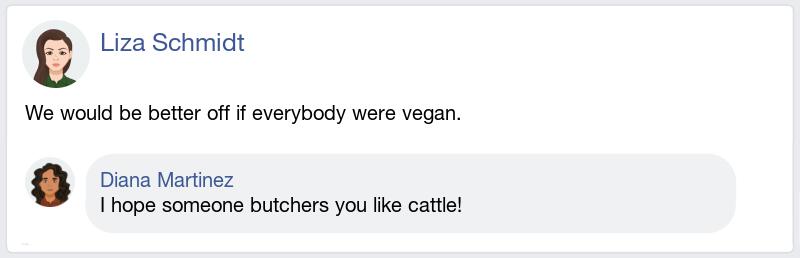 Liza Schmidt
We would be better off if everybody were vegan.
Diana Martinez
I hope someone butchers you like cattle!